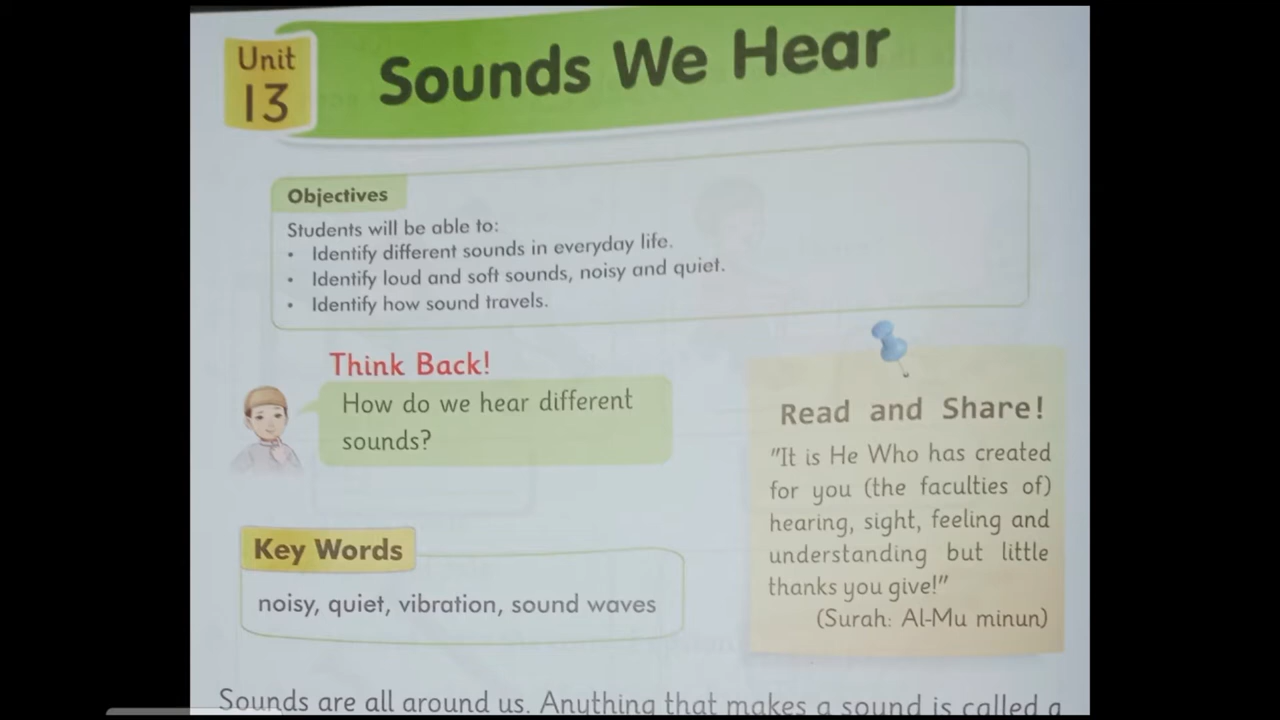 Unit
13
Sounds We Hear
Objectives
Students will be able to:
• Identify different sounds in everyday life.
• Identify loud and soft sounds, noisy and quiet.
• Identify how sound travels.
Think Back!
How do we hear different
sounds?
Read and Share!
"It is He Who has created
for you (the faculties of)
hearing, sight, feeling and
understanding but little
thanks you give!"
(Surah: Al-Mu minun)
Key Words
noisy, quiet, vibration, sound waves
Sounds are all around us. Anything that makes a sound is called a